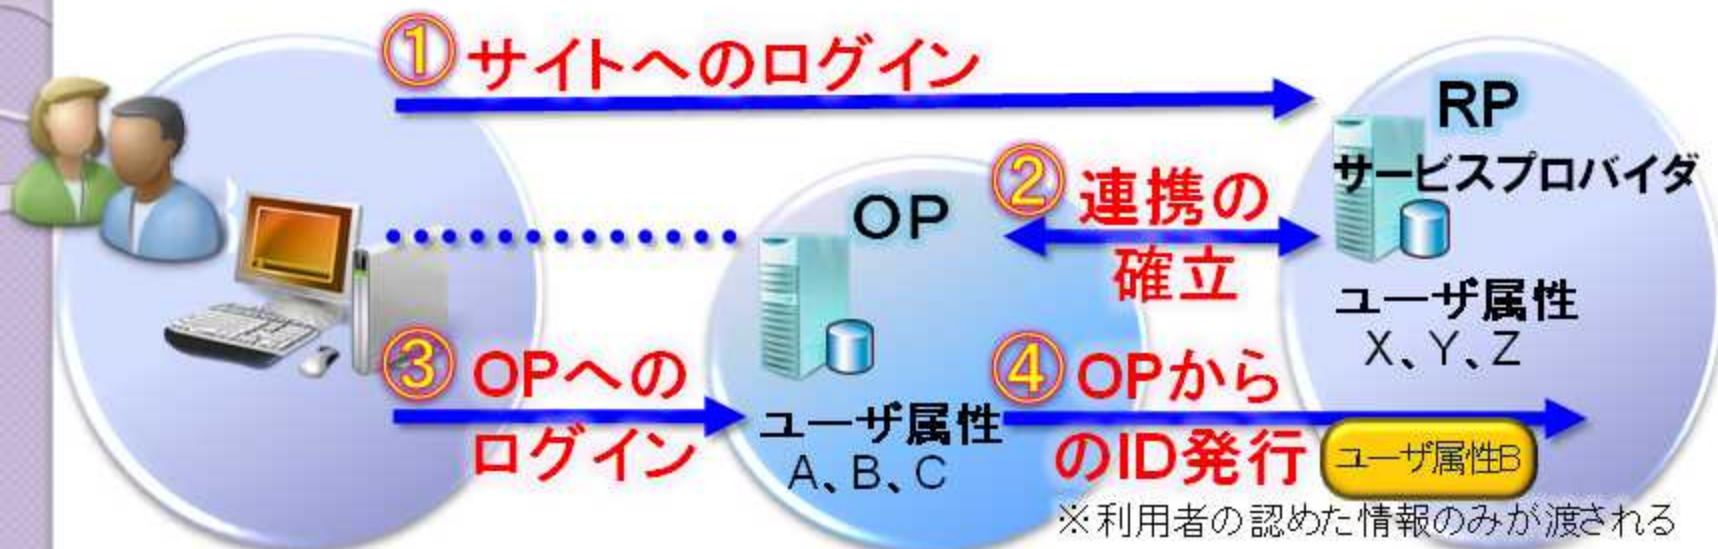 ①サイトへのログイン
RP
サービスプロバイダ
ユーザ属性
X、Y、Z
②連携の
確立
OP
ユーザ属性
A、B、C
③OPへの
ログイン
④OPから
のID発行
ユーザ属性B
※利用者の認めた情報のみが渡される